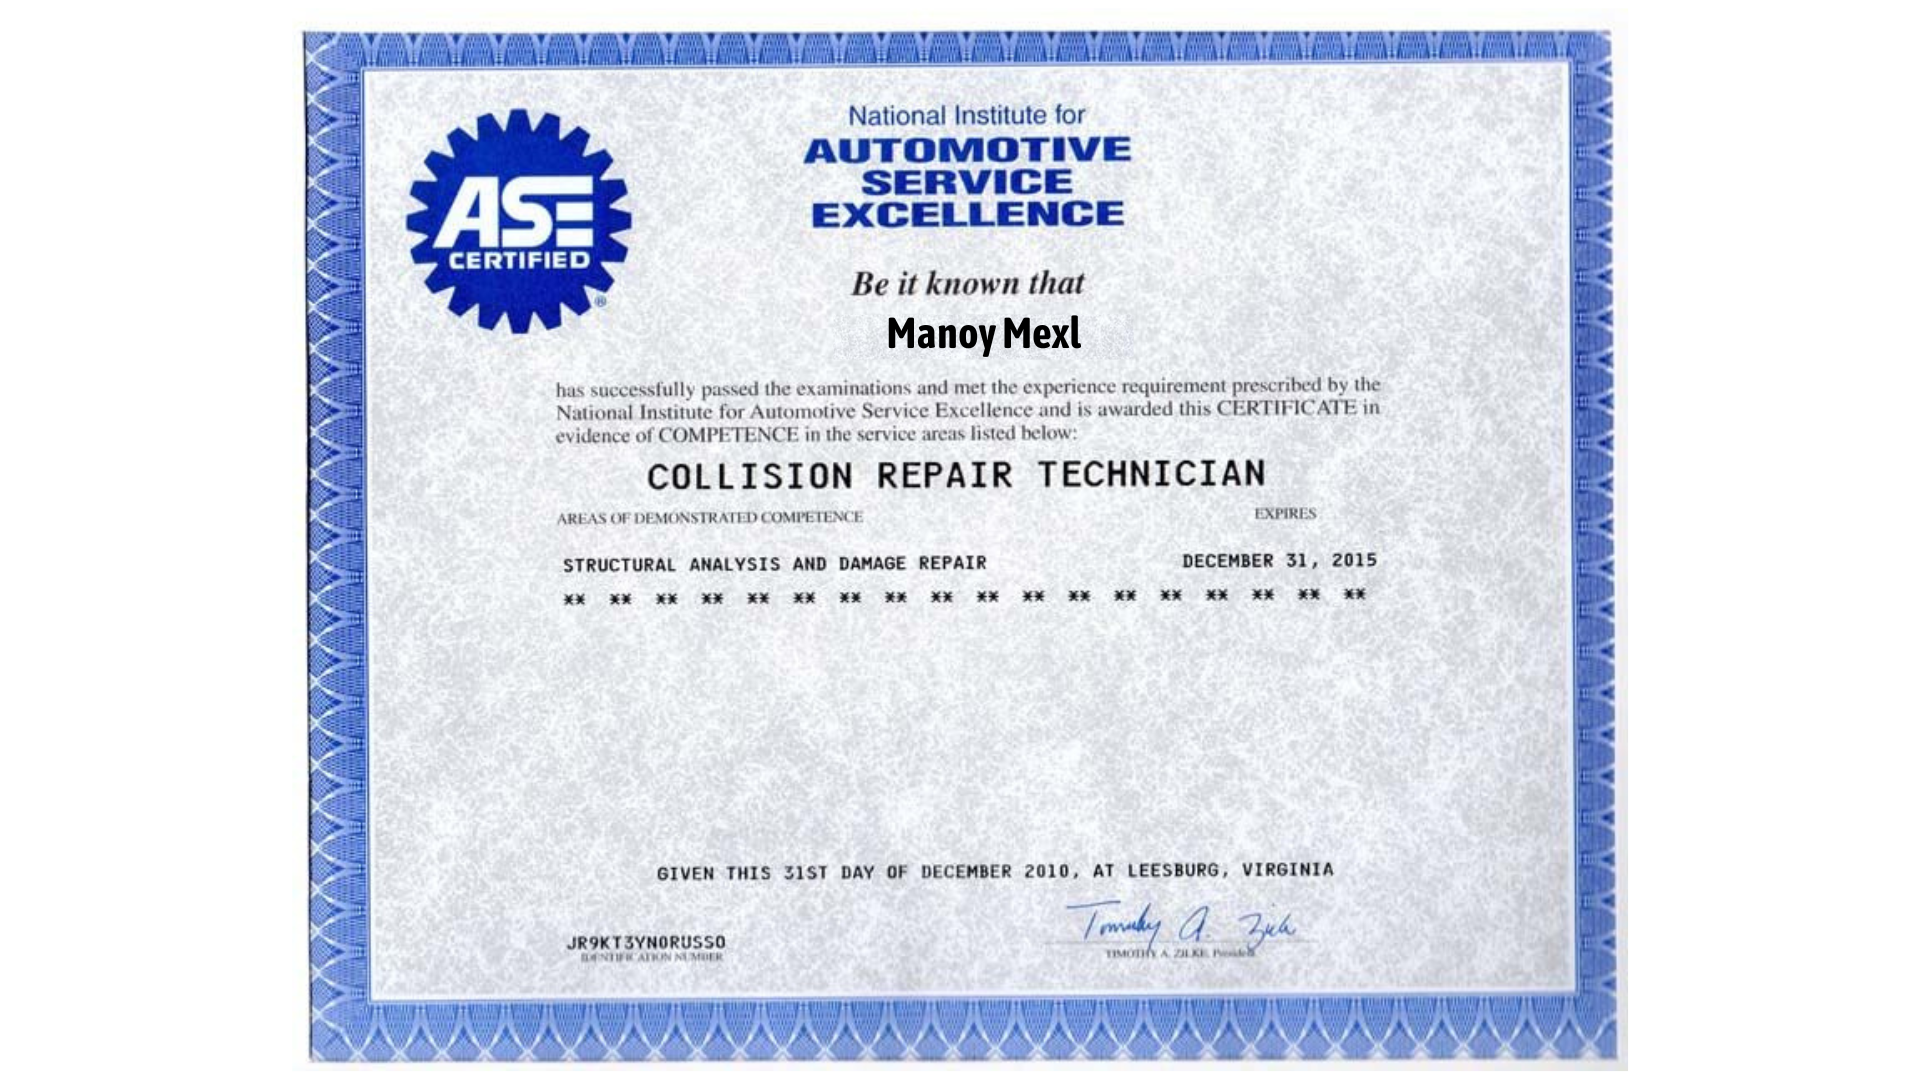 National Institute for
AUTOMOTIVE
SERVICE
EXCELLENCE
ASE
CERTIFIED
®
Be it known that
Manoy Mexl
has successfully passed the examinations and met the experience requirement prescribed by the
National Institute for Automotive Service Excellence and is awarded this CERTIFICATE in
evidence of COMPETENCE in the service areas listed below:
COLLISION REPAIR TECHNICIAN
AREAS OF DEMONSTRATED COMPETENCE EXPIRES
STRUCTURAL ANALYSIS AND DAMAGE REPAIR DECEMBER 31, 2015
** ** ** ** ** ** ** ** ** ** ** ** ** ** ** ** ** **
GIVEN THIS 31ST DAY OF DECEMBER 2010, AT LEESBURG, VIRGINIA
Timothy A. Zilke
JR9KT3YN0RUSSO
IDENTIFICATION NUMBER
TIMOTHY A. ZILKE, President